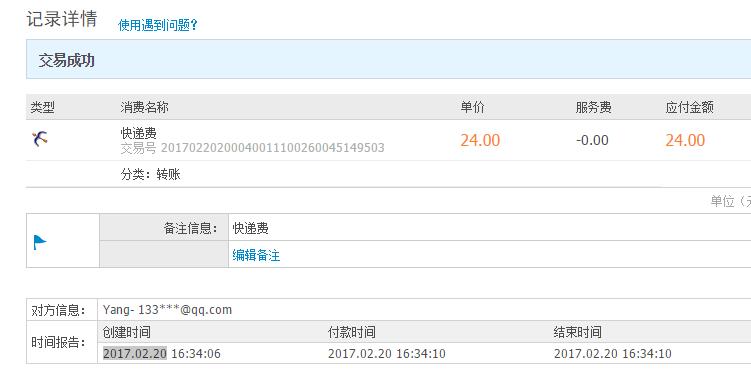 记录详情 使用遇到问题？
交易成功
类型 消费名称 单价 服务费 应付金额
快递费
交易号 20170220200040011100260045149503
24.00 -0.00 24.00
分类：转账
单位（元
备注信息： 快递费
编辑备注
对方信息： Yang- 133***@qq.com
时间报告： 创建时间 付款时间 结束时间
2017.02.20 16:34:06 2017.02.20 16:34:10 2017.02.20 16:34:10